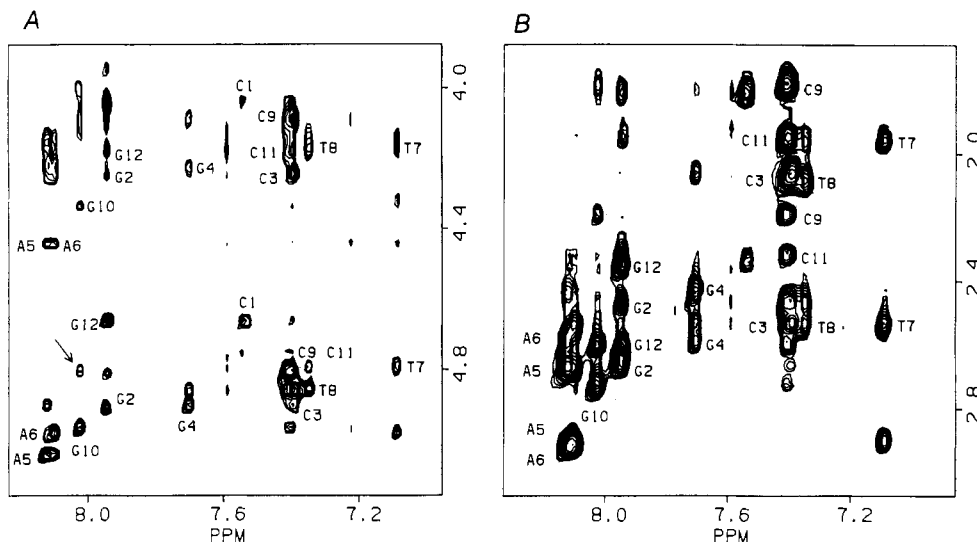 A
C1
C9
C11
C3
T8
T7
G12
G2
G4
G10
A5 A6
C1
G12
C9 C11
T7
T8
C3
G2
G4
A6
G10
A5
4.0
4.4
4.8
8.0 7.6 7.2
PPM
B
C9
C11
T7
C3
T8
C9
G12
C11
G4
G2
C3
T8
T7
A6
G12
G4
A5
G2
G10
A5
A6
2.0
2.4
2.8
8.0 7.6 7.2
PPM